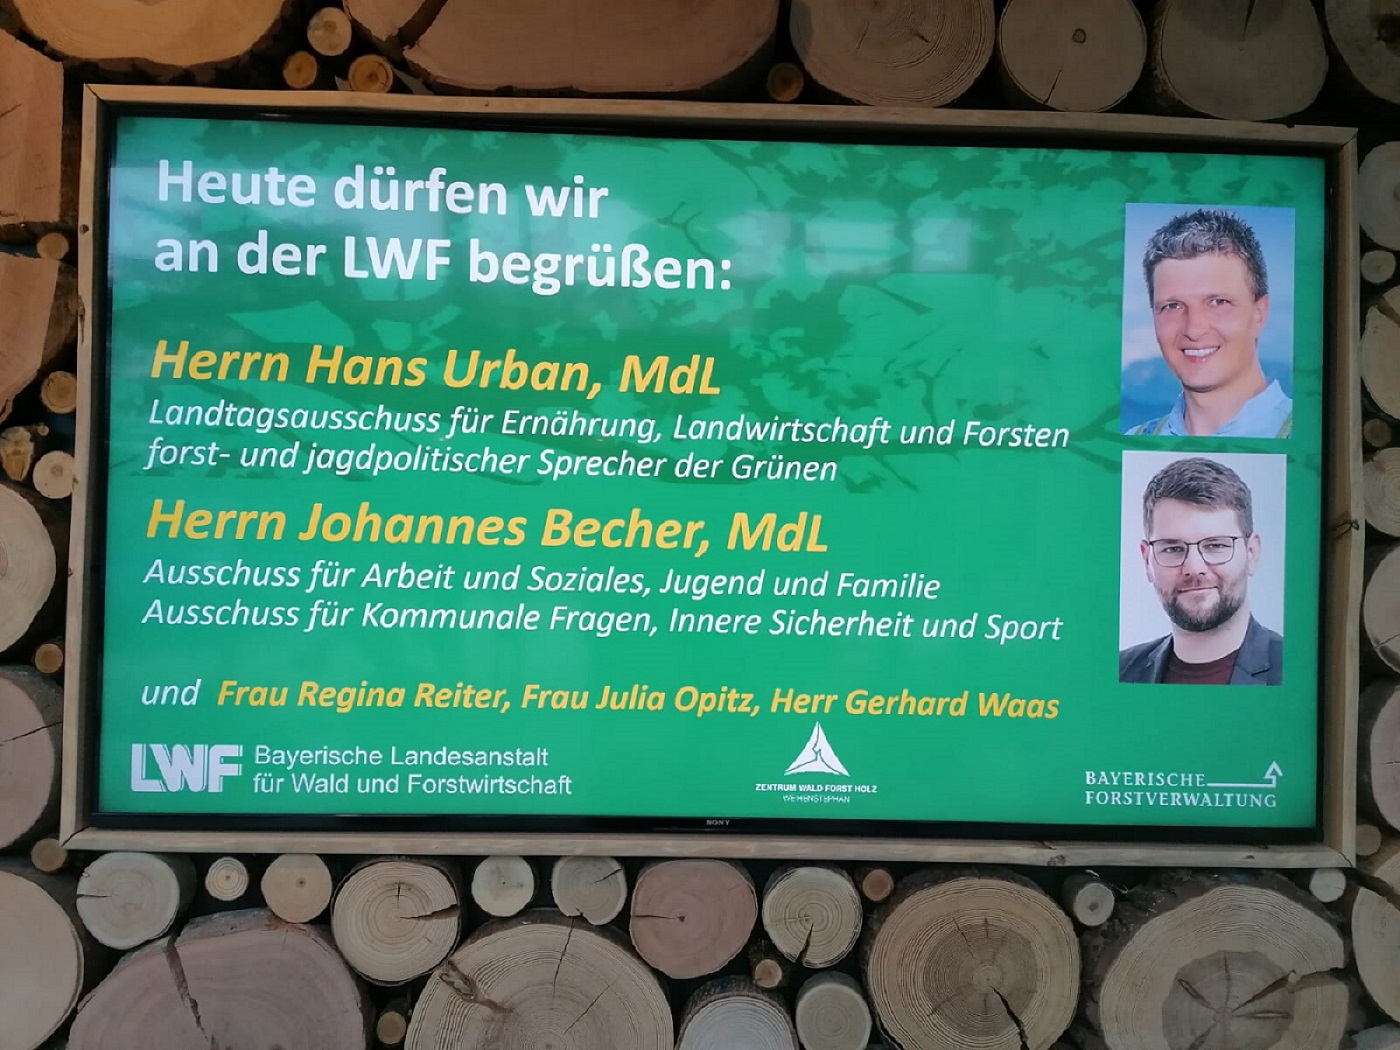 Heute dürfen wir
an der LWF begrüßen:
Herrn Hans Urban, MdL
Landtagsausschuss für Ernährung, Landwirtschaft und Forsten
forst- und jagdpolitischer Sprecher der Grünen
Herrn Johannes Becher, MdL
Ausschuss für Arbeit und Soziales, Jugend und Familie
Ausschuss für Kommunale Fragen, Innere Sicherheit und Sport
und Frau Regina Reiter, Frau Julia Opitz, Herr Gerhard Waas
LWF Bayerische Landesanstalt
für Wald und Forstwirtschaft
ZENTRUM WALD FORST HOLZ
WEIHENSTEPHAN
BAYERISCHE
FORSTVERWALTUNG
SONY